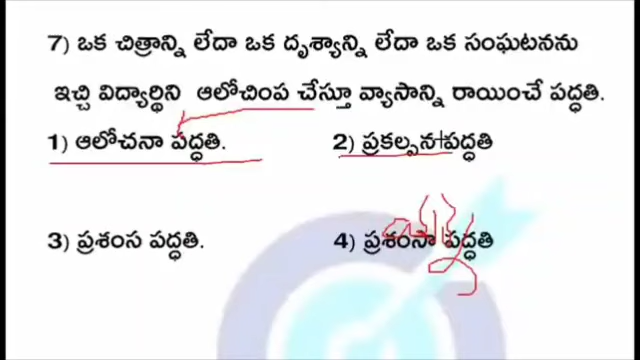 7) ఒక చిత్రాన్ని లేదా ఒక దృశ్యాన్ని లేదా ఒక సంఘటనను
ఇచ్చి విద్యార్థిని ఆలోచింప చేస్తూ వ్యాసాన్ని రాయించే పద్ధతి.
1) ఆలోచనా పద్ధతి. 2) ప్రకల్పన పద్ధతి
3) ప్రశంస పద్ధతి. 4) ప్రశంసా పద్ధతి